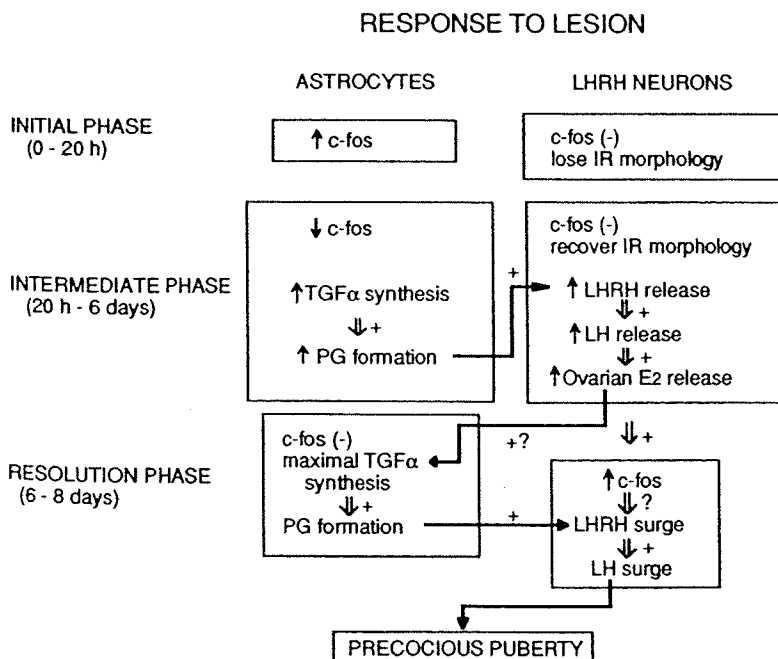 RESPONSE TO LESION
ASTROCYTES
LHRH NEURONS
INITIAL PHASE
(0 - 20 h)
↑ c-fos
c-fos (-)
lose IR morphology
INTERMEDIATE PHASE
(20 h - 6 days)
↓ c-fos
↑TGFα synthesis
⇓ +
↑ PG formation
+
c-fos (-)
recover IR morphology
↑ LHRH release
⇓ +
↑ LH release
⇓ +
↑Ovarian E2 release
+?
⇓ +
RESOLUTION PHASE
(6 - 8 days)
c-fos (-)
maximal TGFα
synthesis
⇓ +
PG formation
+
↑ c-fos
⇓ ?
LHRH surge
⇓ +
LH surge
PRECOCIOUS PUBERTY